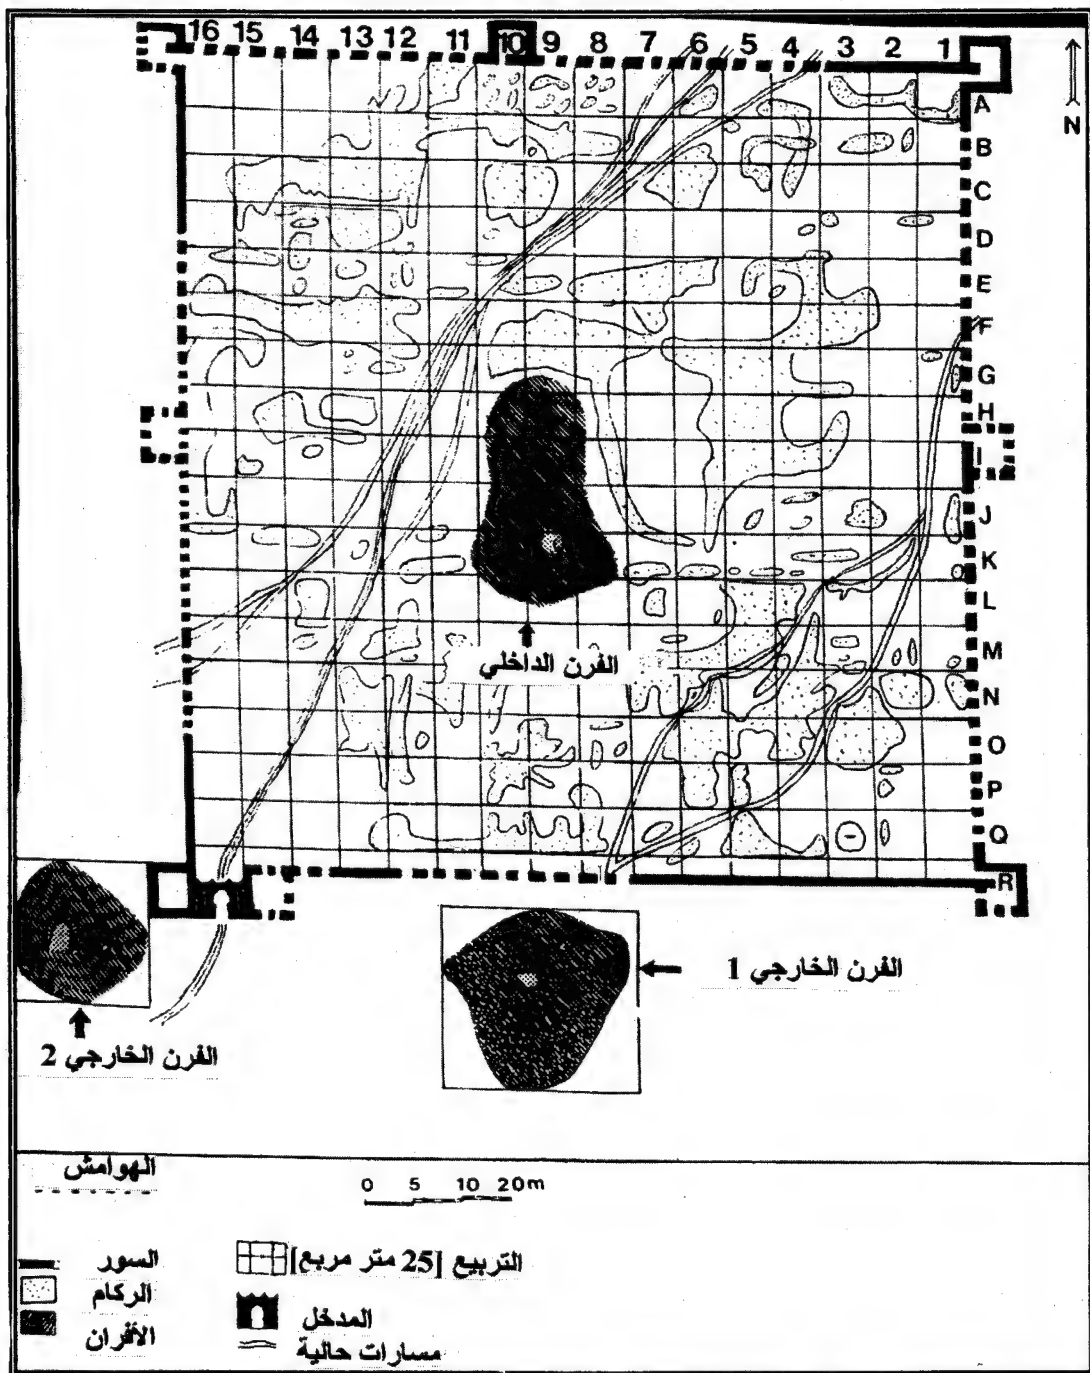 16 15 14 13 12 11 10 9 8 7 6 5 4 3 2 1
N
A
B
C
D
E
F
G
H
I
J
K
L
M
N
O
P
Q
R
الفرن الداخلي
الفرن الخارجي 1
الفرن الخارجي 2
الهوامش
0 5 10 20m
السور
الركام
الأفران
التربيع [25 متر مربع]
المدخل
مسارات حالية